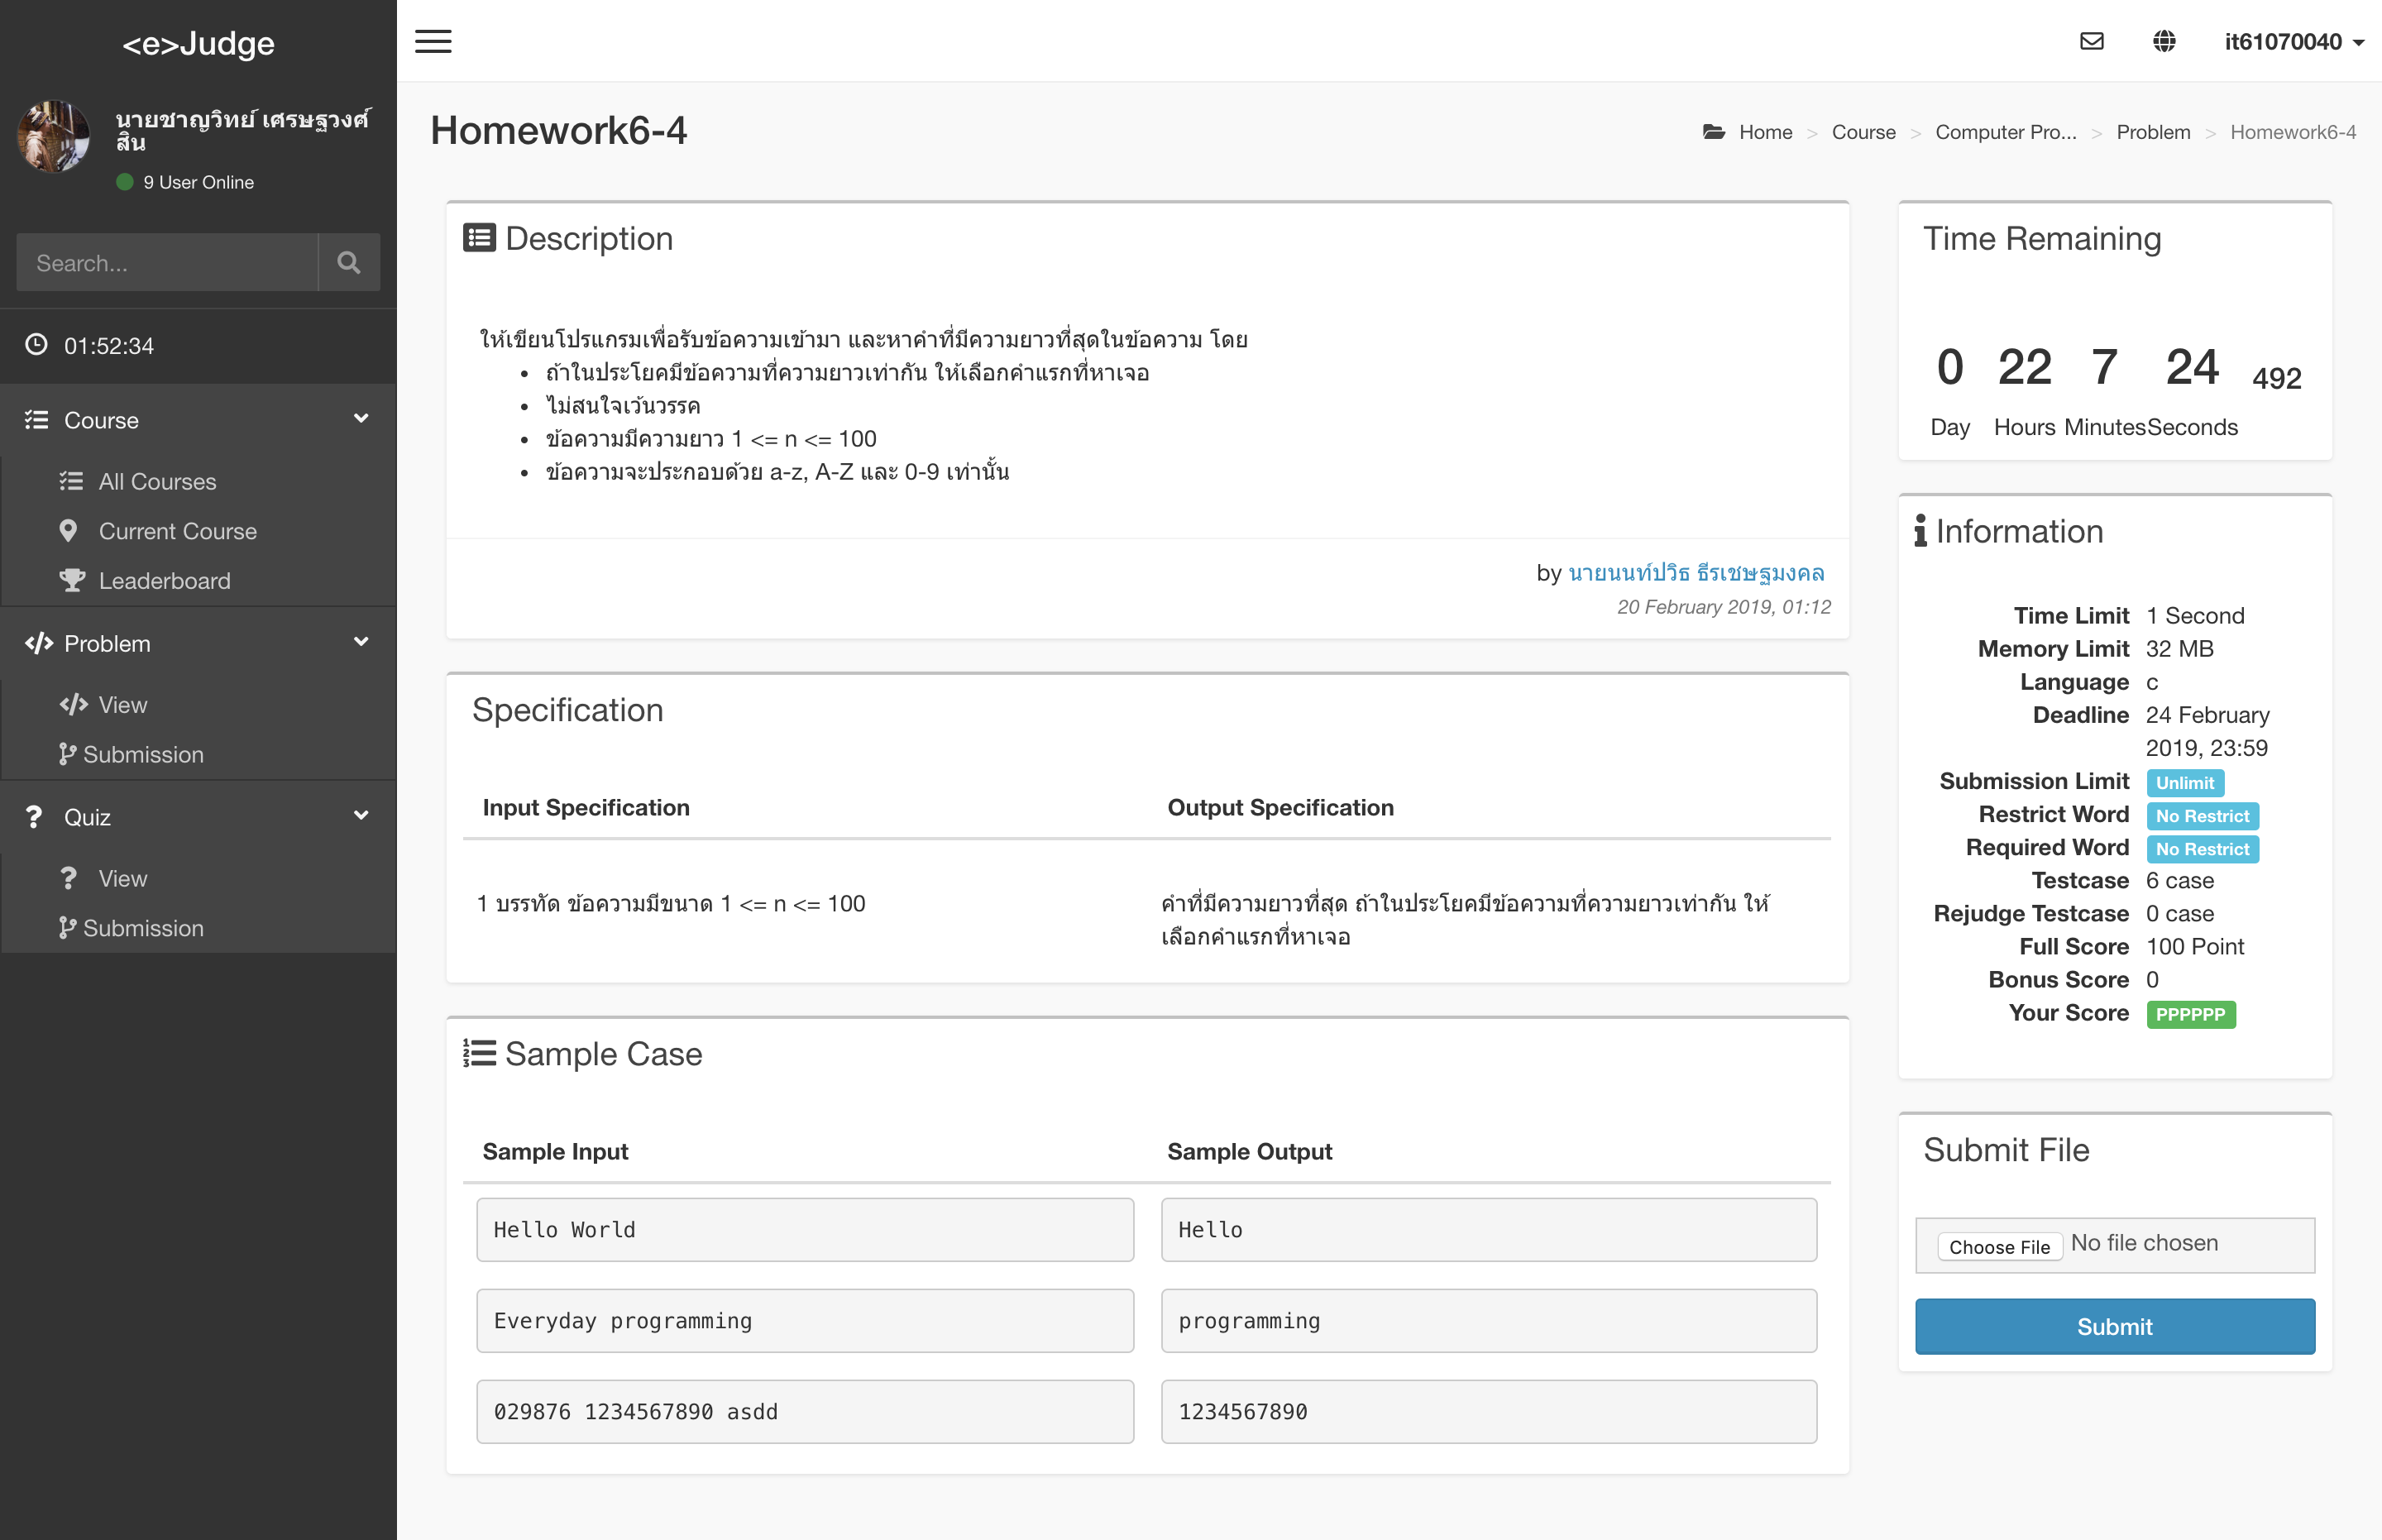 <e>Judge
it61070040
นายชาญวิทย์ เศรษฐวงศ์
สิน
9 User Online
Search...
01:52:34
Course
All Courses
Current Course
Leaderboard
Problem
View
Submission
Quiz
View
Submission
Homework6-4
Home > Course > Computer Pro... > Problem > Homework6-4
Description
ให้เขียนโปรแกรมเพื่อรับข้อความเข้ามา และหาคำที่มีความยาวที่สุดในข้อความ โดย
• ถ้าในประโยคมีข้อความที่ความยาวเท่ากัน ให้เลือกคำแรกที่หาเจอ
• ไม่สนใจเว้นวรรค
• ข้อความมีความยาว 1 <= n <= 100
• ข้อความจะประกอบด้วย a-z, A-Z และ 0-9 เท่านั้น
by นายนนท์ปวิธ ธีรเชษฐมงคล
20 February 2019, 01:12
Specification
Input Specification Output Specification
1 บรรทัด ข้อความมีขนาด 1 <= n <= 100
คำที่มีความยาวที่สุด ถ้าในประโยคมีข้อความที่ความยาวเท่ากัน ให้
เลือกคำแรกที่หาเจอ
Sample Case
Sample Input Sample Output
Hello World Hello
Everyday programming programming
029876 1234567890 asdd 1234567890
Time Remaining
0 22 7 24 492
Day Hours Minutes Seconds
Information
Time Limit 1 Second
Memory Limit 32 MB
Language c
Deadline 24 February
2019, 23:59
Submission Limit Unlimit
Restrict Word No Restrict
Required Word No Restrict
Testcase 6 case
Rejudge Testcase 0 case
Full Score 100 Point
Bonus Score 0
Your Score PPPPPP
Submit File
Choose File No file chosen
Submit